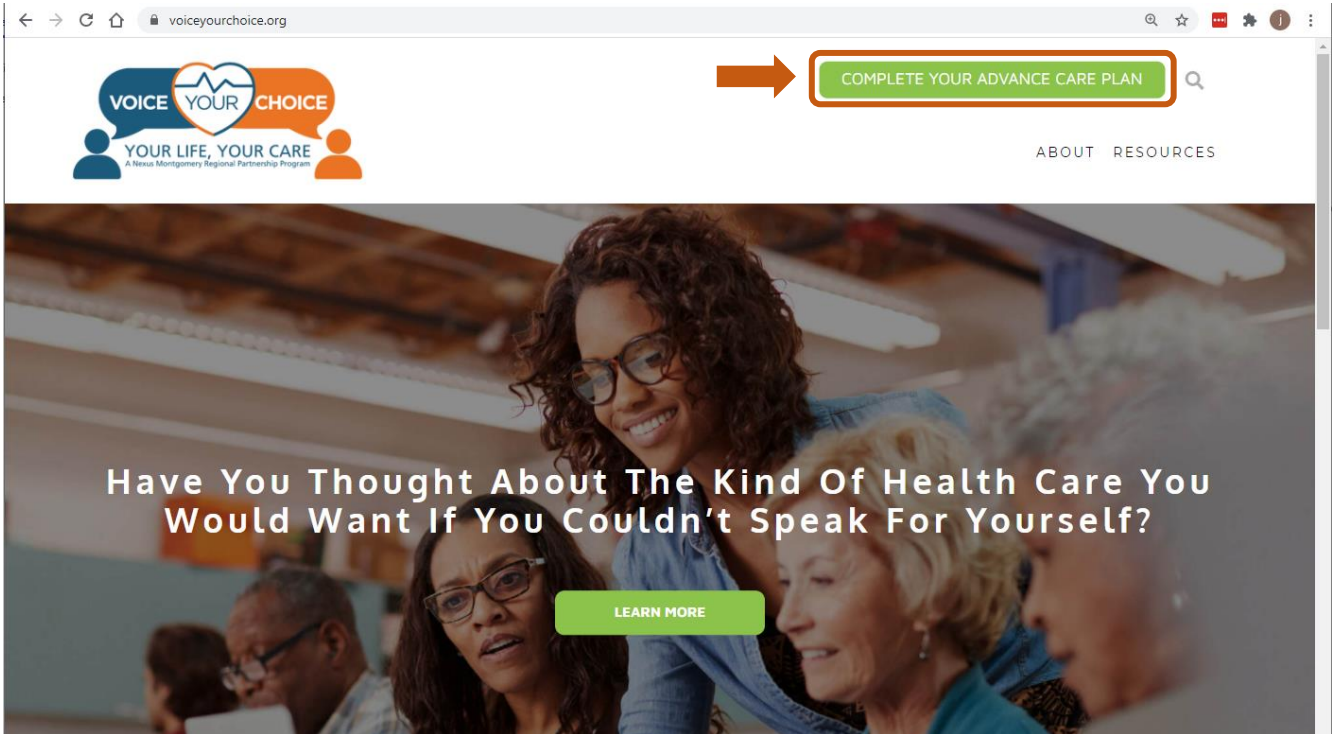 voiceyourchoice.org
j
COMPLETE YOUR ADVANCE CARE PLAN
VOICE YOUR CHOICE
YOUR LIFE, YOUR CARE
A Nexus Montgomery Regional Partnership Program
ABOUT RESOURCES
Have You Thought About The Kind Of Health Care You
Would Want If You Couldn't Speak For Yourself?
LEARN MORE